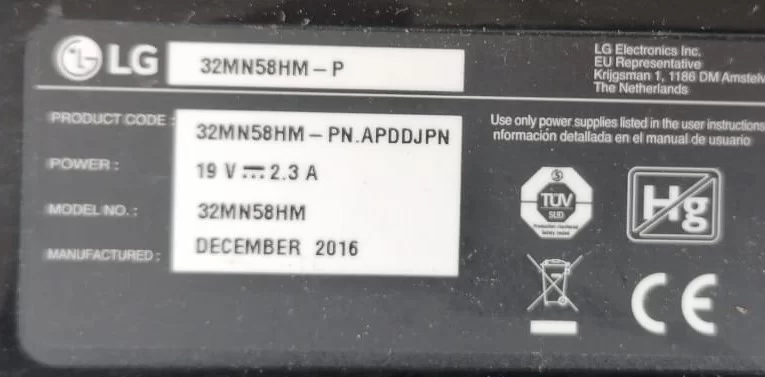 LG 32MN58HM-P
LG Electronics Inc.
EU Representative
Krijgsman 1, 1186 DM Amstelv
The Netherlands
PRODUCT CODE : 32MN58HM-PN.APDDJPN
POWER : 19 V ⎓ 2.3 A
MODEL NO. : 32MN58HM
MANUFACTURED : DECEMBER 2016
Use only power supplies listed in the user instructions
nformación detallada en el manual de usuario
TÜV
SÜD
Hg
CE